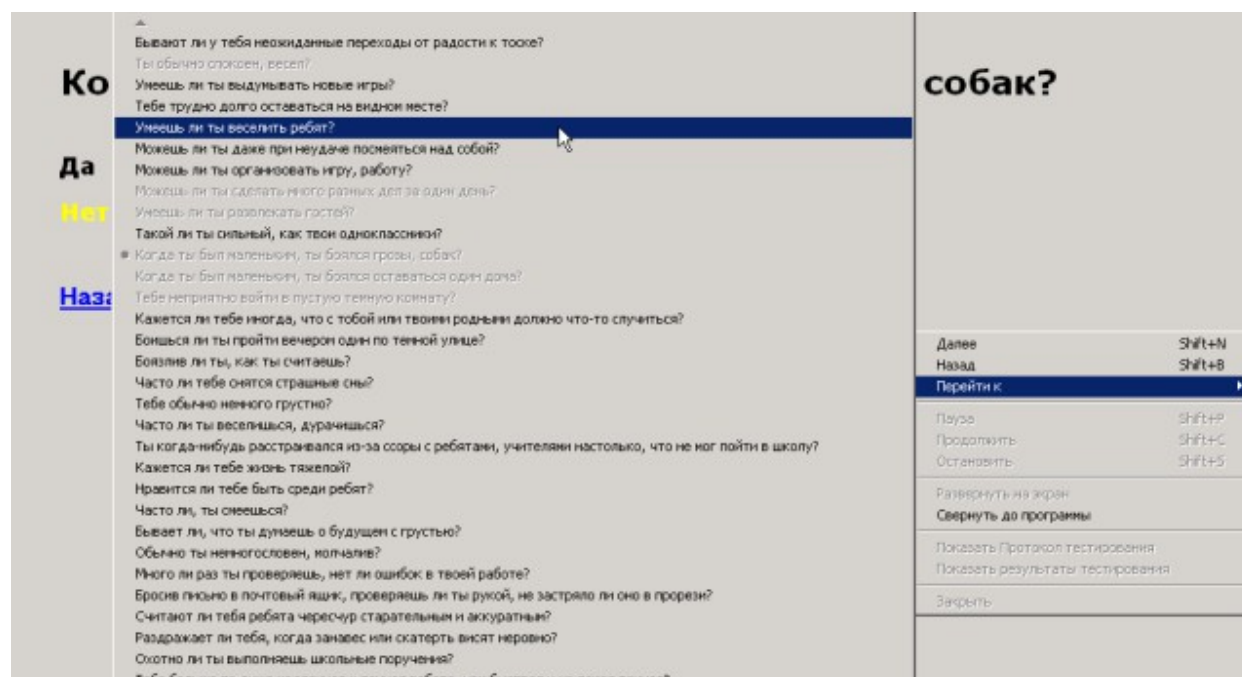 Бывают ли у тебя неожиданные переходы от радости к тоске?
Ты обычно спокоен, весел?
Умеешь ли ты выдумывать новые игры?
Тебе трудно долго оставаться на видном месте?
Умеешь ли ты веселить ребят?
Можешь ли ты даже при неудаче посмеяться над собой?
Можешь ли ты организовать игру, работу?
Можешь ли ты сделать много разных дел за один день?
Умеешь ли ты развлекать гостей?
Такой ли ты сильный, как твои одноклассники?
Когда ты был маленьким, ты боялся грозы, собак?
Когда ты был маленьким, ты боялся оставаться один дома?
Тебе неприятно войти в пустую темную комнату?
Кажется ли тебе иногда, что с тобой или твоими родными должно что-то случиться?
Боишься ли ты пройти вечером один по темной улице?
Боязлив ли ты, как ты считаешь?
Часто ли тебе снятся страшные сны?
Тебе обычно немного грустно?
Часто ли ты веселишься, дурачишься?
Ты когда-нибудь расстраивался из-за ссоры с ребятами, учителями настолько, что не мог пойти в школу?
Кажется ли тебе жизнь тяжелой?
Нравится ли тебе быть среди ребят?
Часто ли, ты смеешься?
Бывает ли, что ты думаешь о будущем с грустью?
Обычно ты немногословен, молчалив?
Много ли раз ты проверяешь, нет ли ошибок в твоей работе?
Бросив письмо в почтовый ящик, проверяешь ли ты рукой, не застряло ли оно в прорези?
Считают ли тебя ребята чересчур старательным и аккуратным?
Раздражает ли тебя, когда занавес или скатерть висят неровно?
Охотно ли ты выполняешь школьные поручения?
Ко
собак?
Да
Нет
Наза
Далее Shift+N
Назад Shift+B
Перейти к
Пауза Shift+P
Продолжить Shift+C
Остановить Shift+S
Развернуть на экран
Свернуть до программы
Показать Протокол тестирования
Показать результаты тестирования
Закрыть